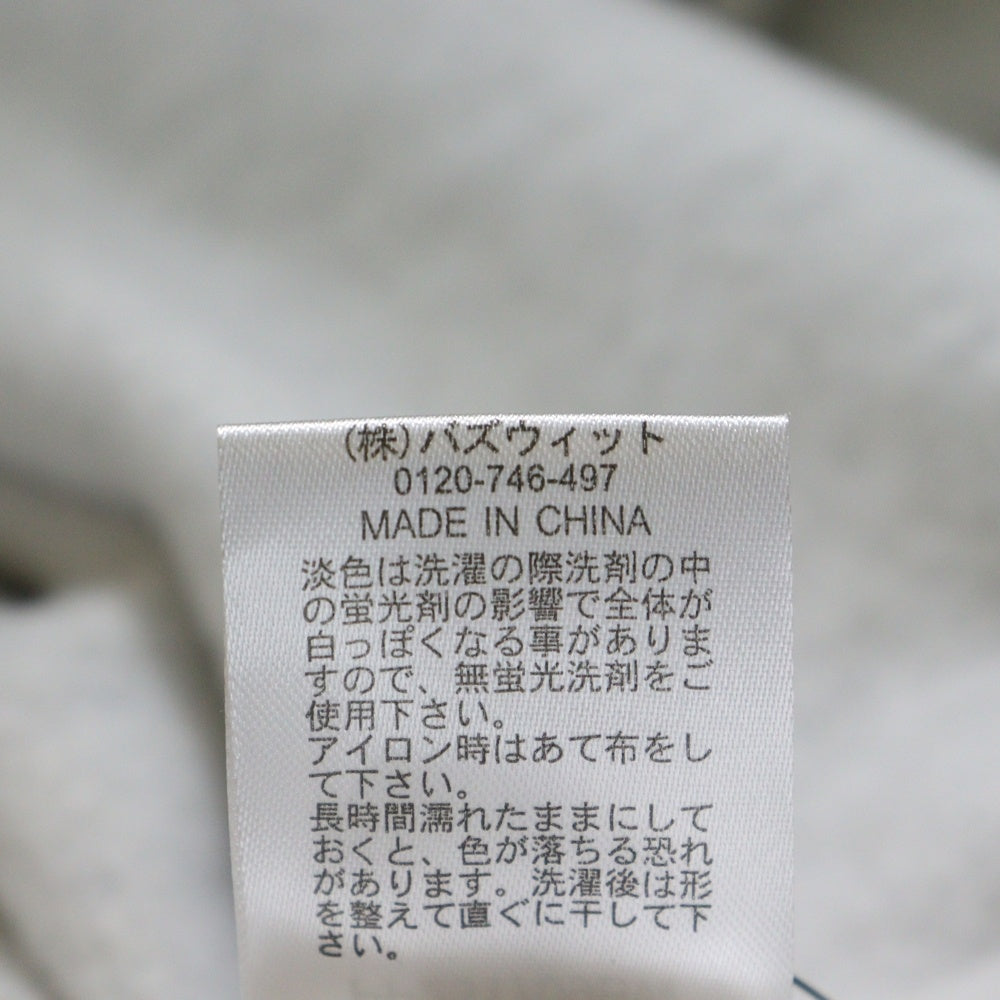 (株)バズウィット
0120-746-497
MADE IN CHINA
淡色は洗濯の際洗剤の中
の蛍光剤の影響で全体が
白っぽくなる事がありま
すので、無蛍光洗剤をご
使用下さい。
アイロン時はあて布をし
て下さい。
長時間濡れたままにして
おくと、色が落ちる恐れ
があります。洗濯後は形
を整えて直ぐに干して下
さい。